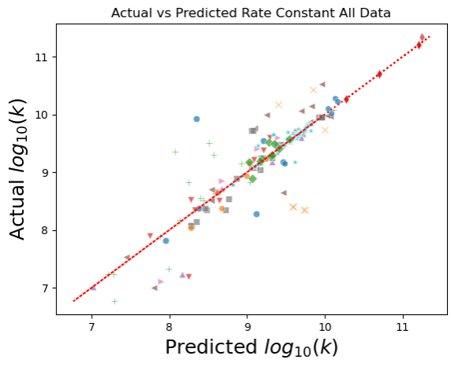 Actual vs Predicted Rate Constant All Data
Actual log₁₀(k)
11
10
9
8
7
7 8 9 10 11
Predicted log₁₀(k)